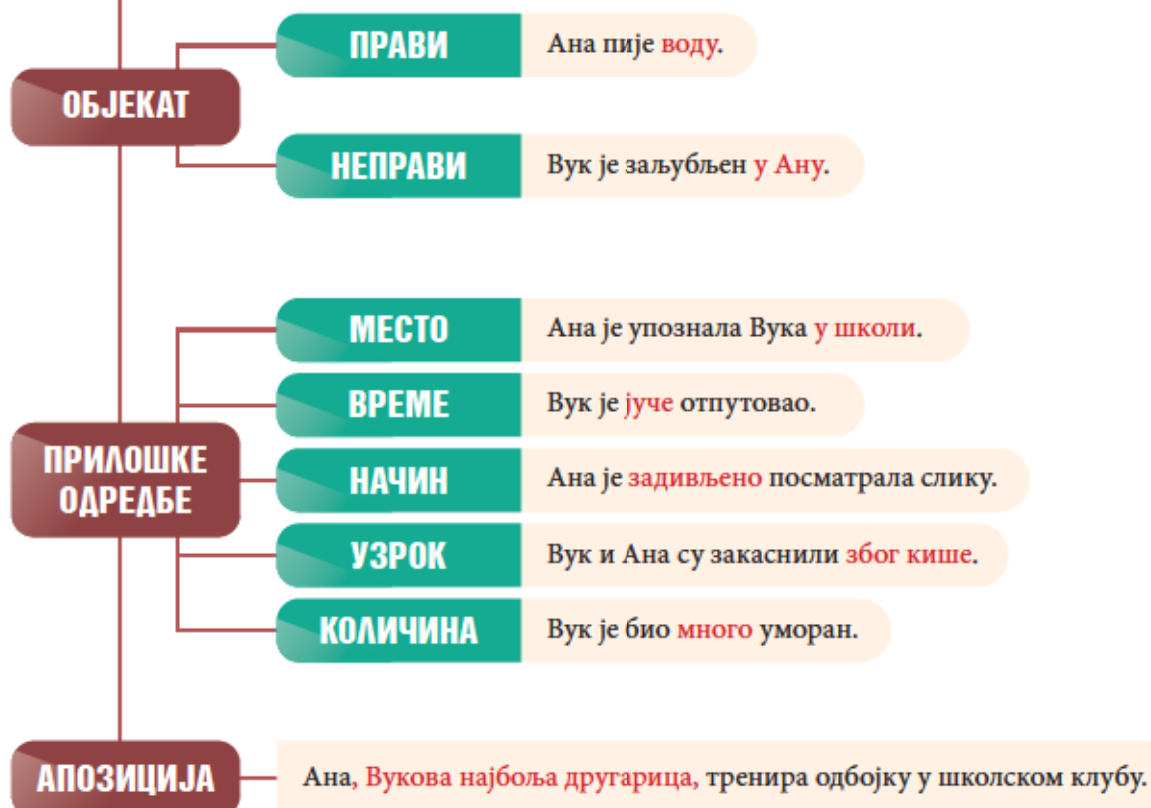 ПРАВИ
Ана пије воду.
ОБЈЕКАТ
НЕПРАВИ
Вук је заљубљен у Ану.
МЕСТО
Ана је упознала Вука у школи.
ВРЕМЕ
Вук је јуче отпутовао.
ПРИЛОШКЕ
ОДРЕДБЕ
НАЧИН
Ана је задивљено посматрала слику.
УЗРОК
Вук и Ана су закаснили због кише.
КОЛИЧИНА
Вук је био много уморан.
АПОЗИЦИЈА
Ана, Вукова најбоља другарица, тренира одбојку у школском клубу.